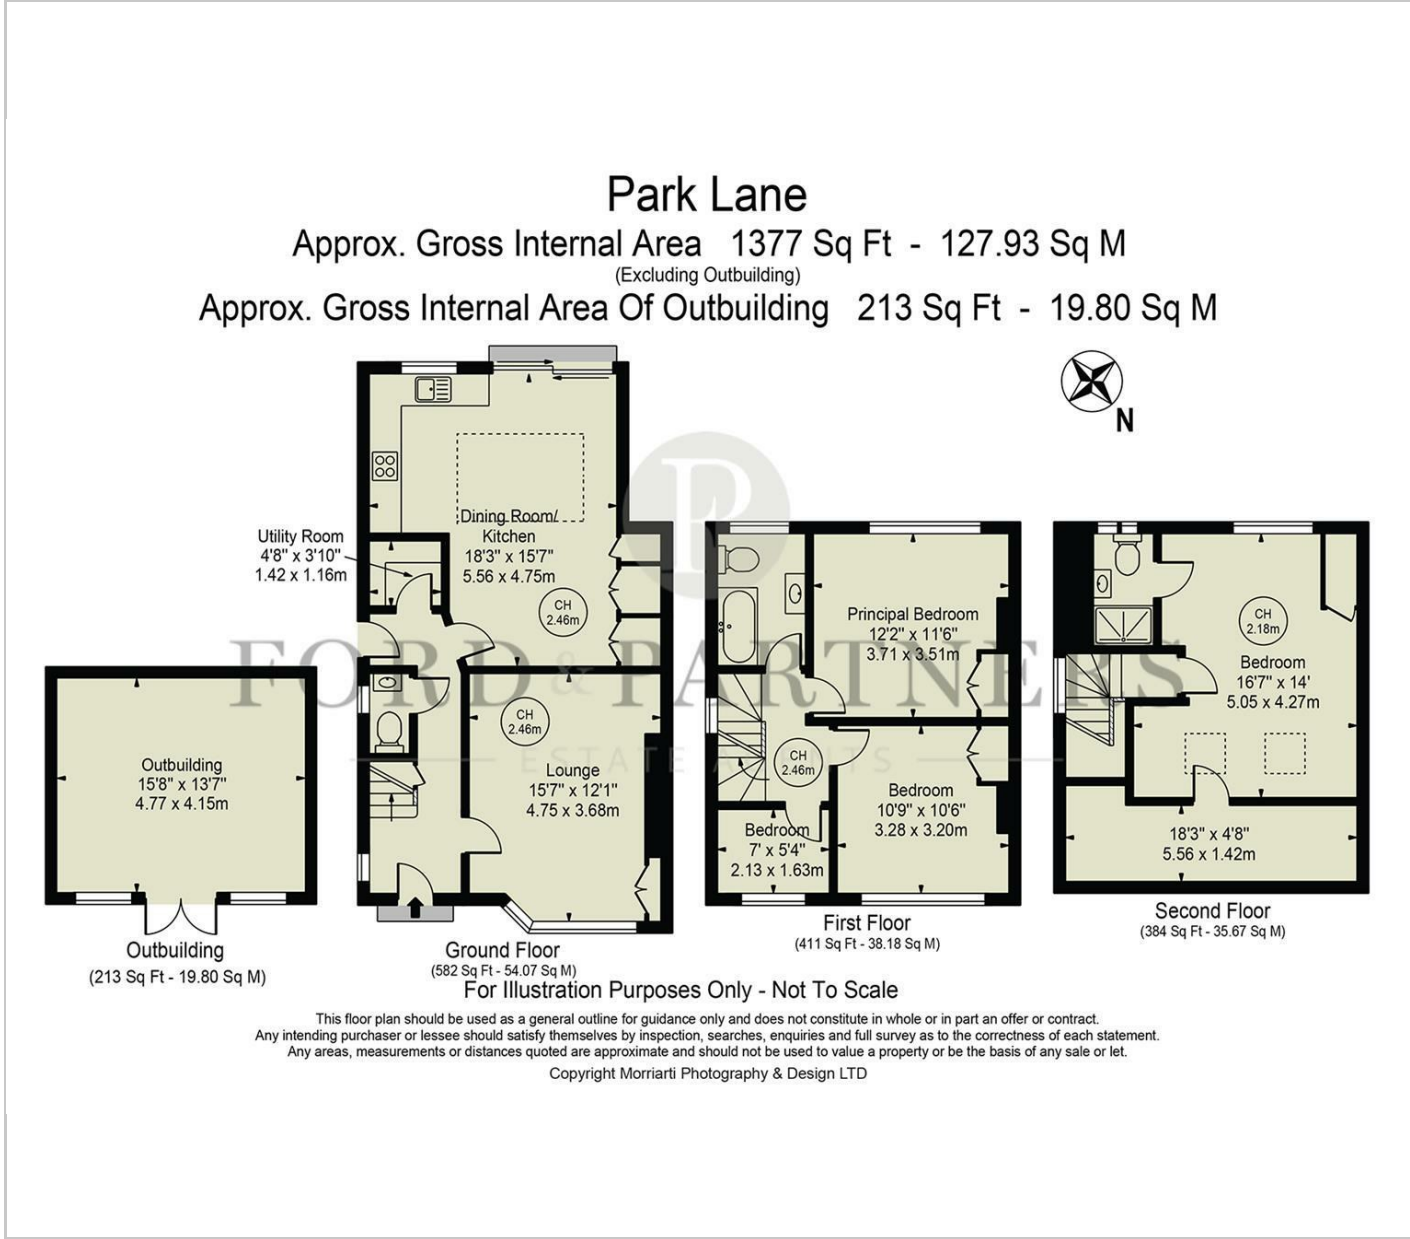 Park Lane
Approx. Gross Internal Area 1377 Sq Ft - 127.93 Sq M
(Excluding Outbuilding)
Approx. Gross Internal Area Of Outbuilding 213 Sq Ft - 19.80 Sq M
N
Utility Room
4'8" x 3'10"
1.42 x 1.16m
Dining Room/
Kitchen
18'3" x 15'7"
5.56 x 4.75m
CH
2.46m
CH
2.46m
Lounge
15'7" x 12'1"
4.75 x 3.68m
Outbuilding
15'8" x 13'7"
4.77 x 4.15m
Principal Bedroom
12'2" x 11'6"
3.71 x 3.51m
CH
2.46m
Bedroom
10'9" x 10'6"
3.28 x 3.20m
Bedroom
7' x 5'4"
2.13 x 1.63m
CH
2.18m
Bedroom
16'7" x 14'
5.05 x 4.27m
18'3" x 4'8"
5.56 x 1.42m
FORD & PARTNERS
ESTATE AGENTS
Outbuilding
(213 Sq Ft - 19.80 Sq M)
Ground Floor
(582 Sq Ft - 54.07 Sq M)
First Floor
(411 Sq Ft - 38.18 Sq M)
Second Floor
(384 Sq Ft - 35.67 Sq M)
For Illustration Purposes Only - Not To Scale
This floor plan should be used as a general outline for guidance only and does not constitute in whole or in part an offer or contract.
Any intending purchaser or lessee should satisfy themselves by inspection, searches, enquiries and full survey as to the correctness of each statement.
Any areas, measurements or distances quoted are approximate and should not be used to value a property or be the basis of any sale or let.
Copyright Morriarti Photography & Design LTD